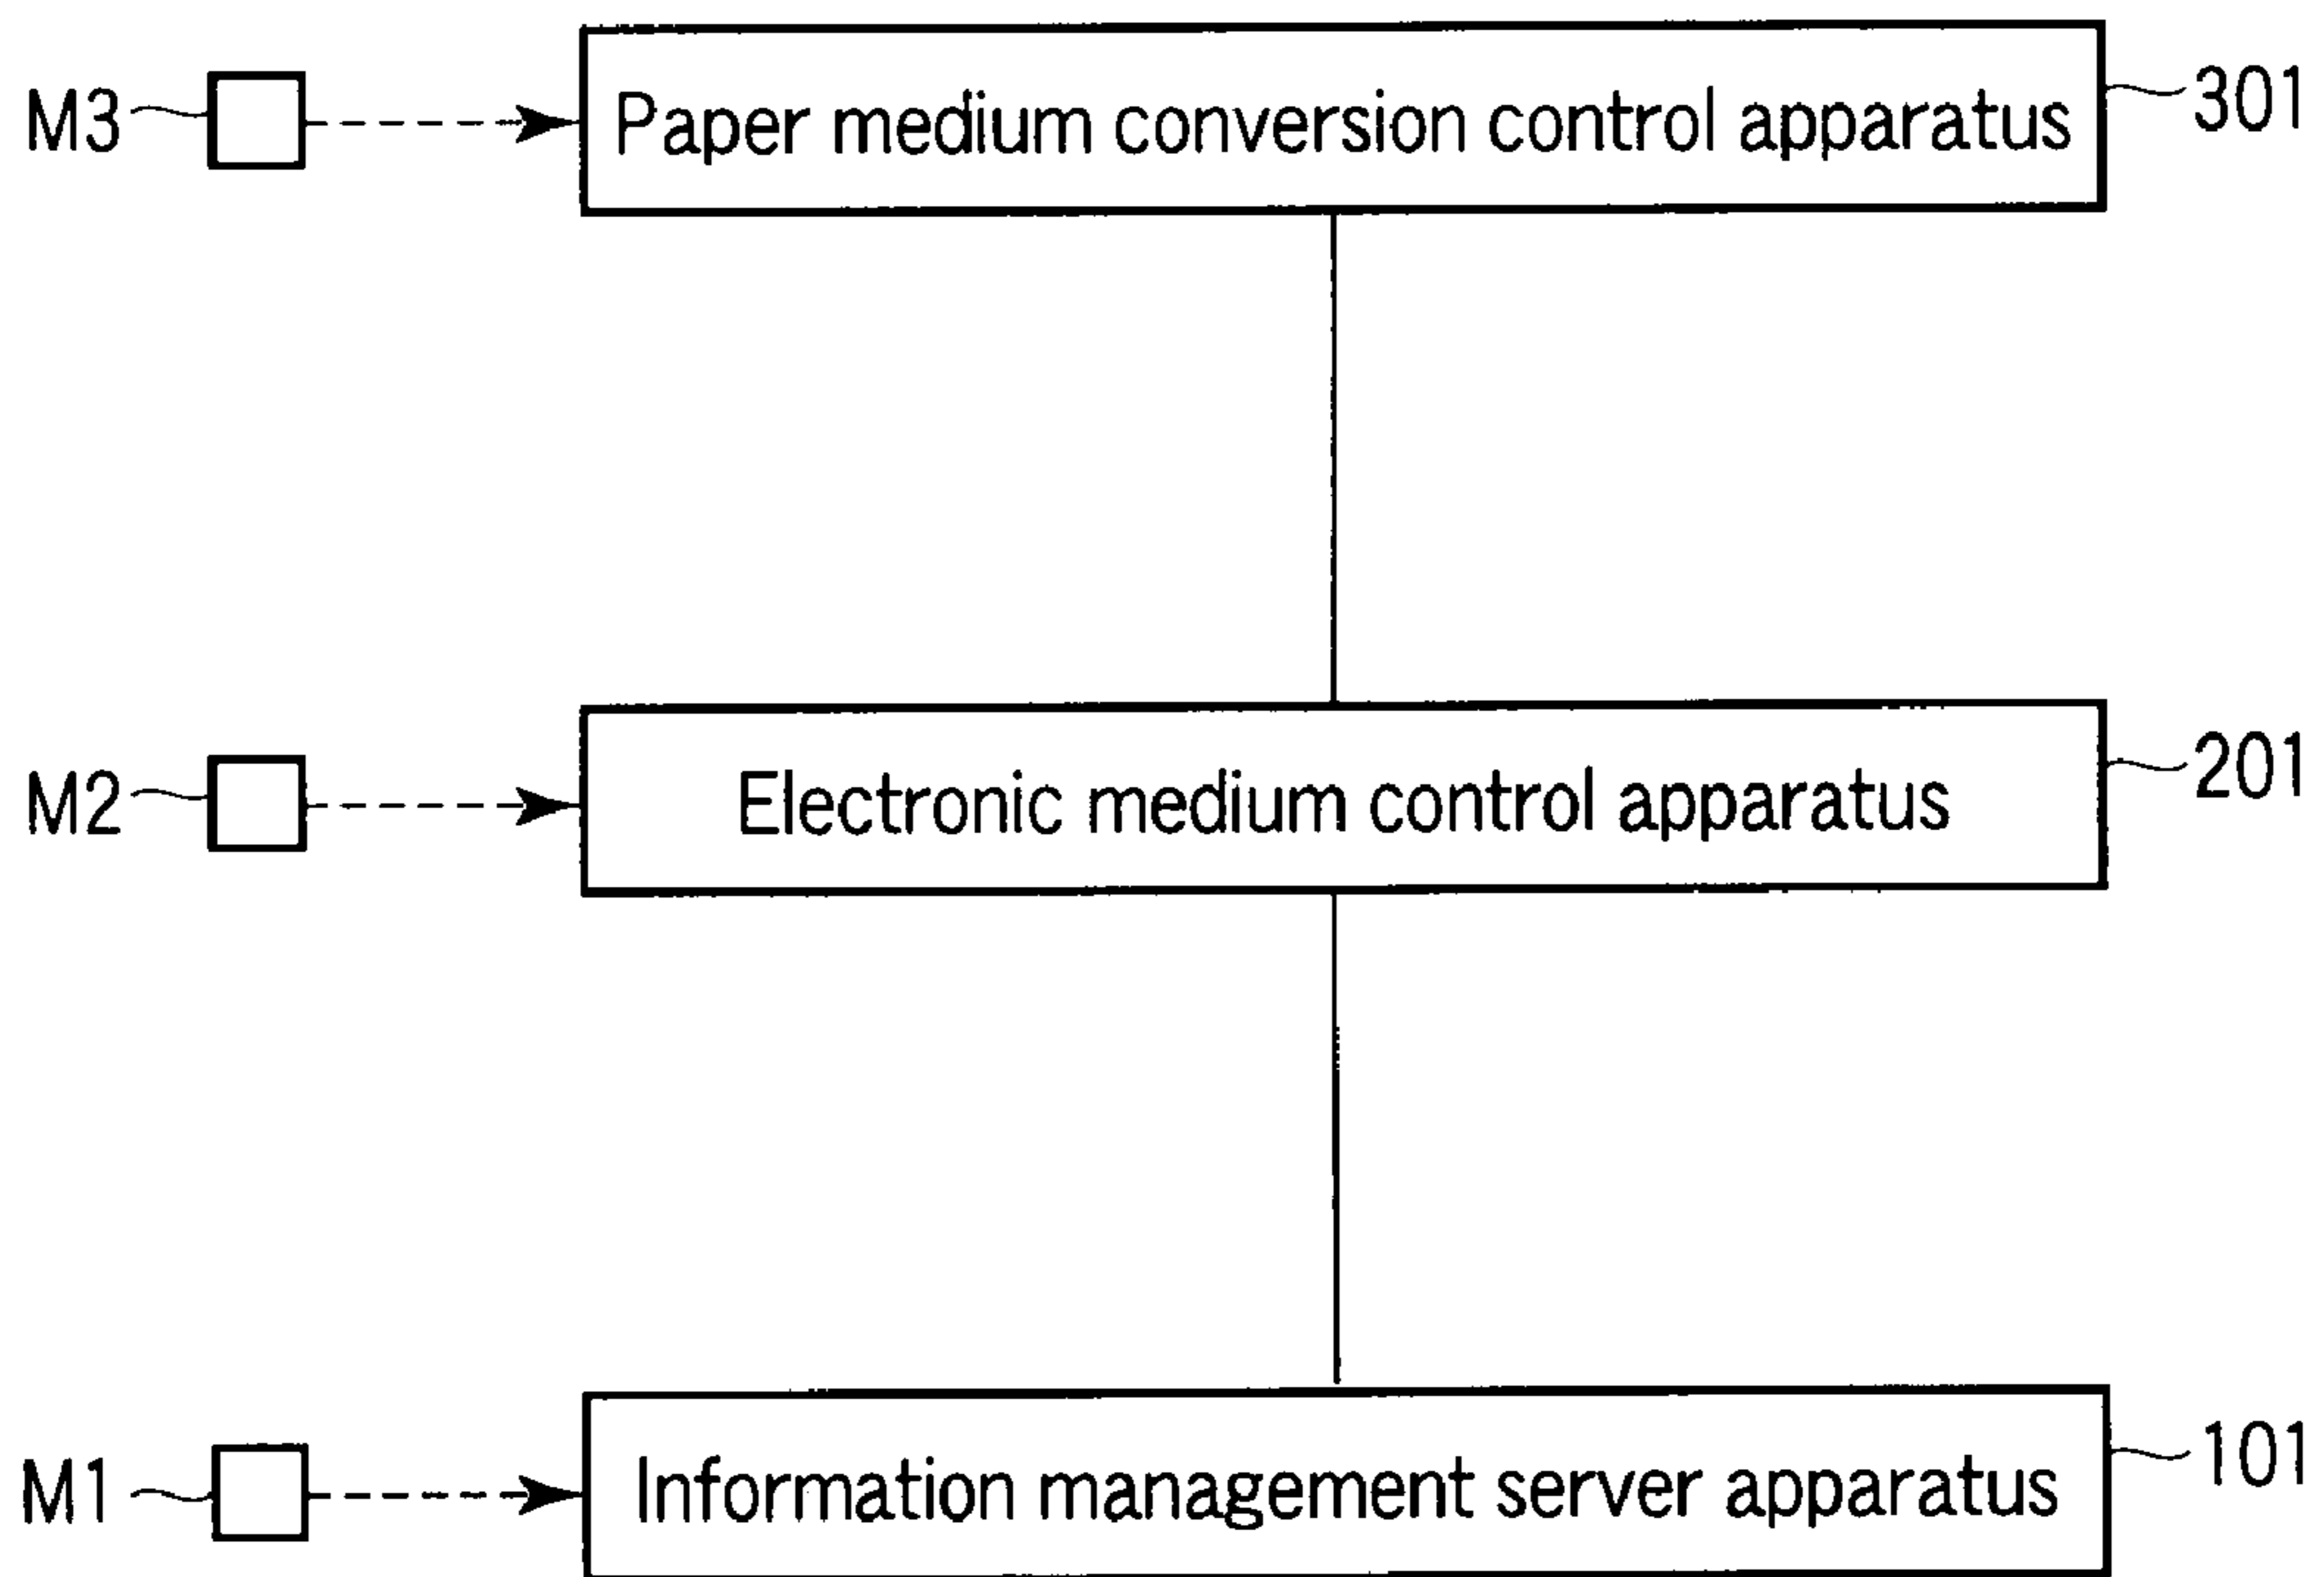 M3 Paper medium conversion control apparatus 301
M2 Electronic medium control apparatus 201
M1 Information management server apparatus 101